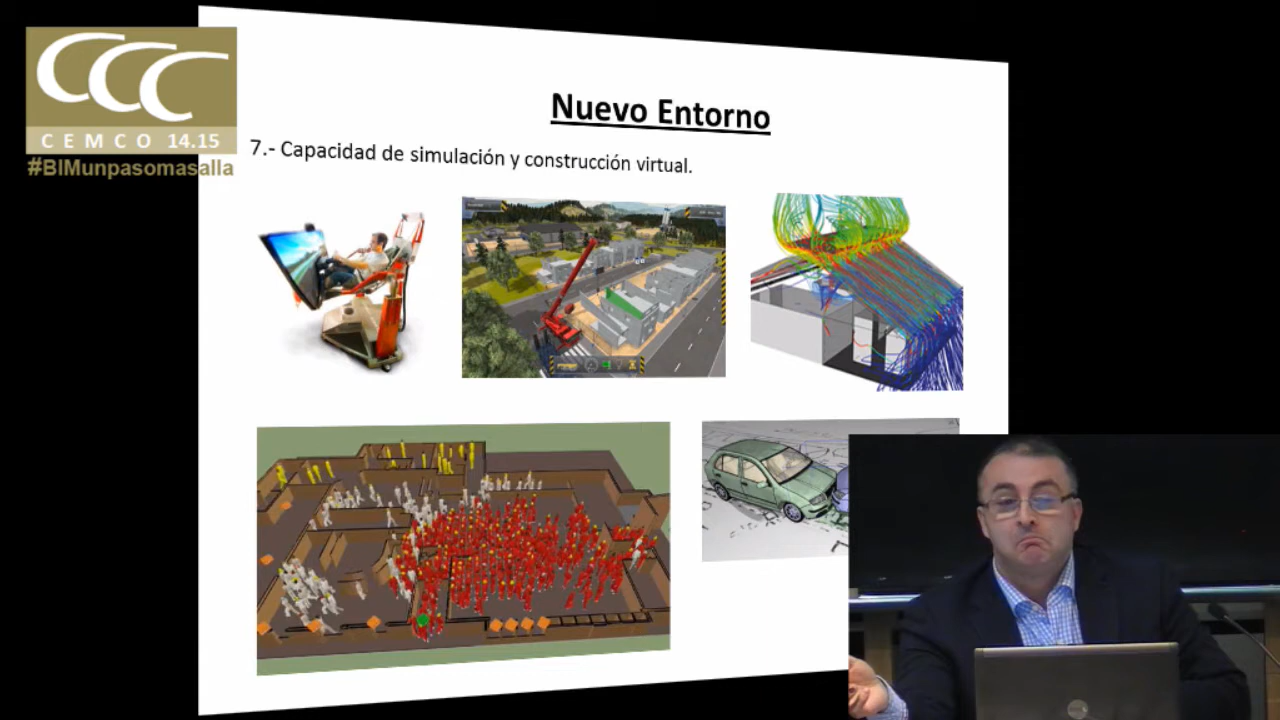 CCC
CEMCO 14.15
#BIMunpasomasalla
Nuevo Entorno
7.- Capacidad de simulación y construcción virtual.